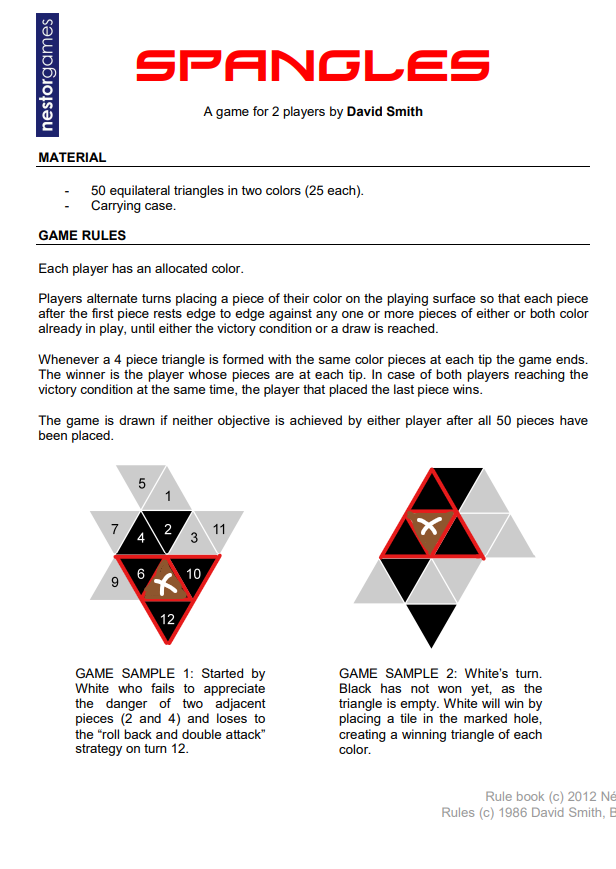 nestorgames
SPANGLES
A game for 2 players by David Smith
MATERIAL
- 50 equilateral triangles in two colors (25 each).
- Carrying case.
GAME RULES
Each player has an allocated color.
Players alternate turns placing a piece of their color on the playing surface so that each piece
after the first piece rests edge to edge against any one or more pieces of either or both color
already in play, until either the victory condition or a draw is reached.
Whenever a 4 piece triangle is formed with the same color pieces at each tip the game ends.
The winner is the player whose pieces are at each tip. In case of both players reaching the
victory condition at the same time, the player that placed the last piece wins.
The game is drawn if neither objective is achieved by either player after all 50 pieces have
been placed.
5
1
7
4
2
3
11
9
6
10
12
GAME SAMPLE 1: Started by
White who fails to appreciate
the danger of two adjacent
pieces (2 and 4) and loses to
the “roll back and double attack”
strategy on turn 12.
GAME SAMPLE 2: White’s turn.
Black has not won yet, as the
triangle is empty. White will win by
placing a tile in the marked hole,
creating a winning triangle of each
color.
Rule book (c) 2012 Né
Rules (c) 1986 David Smith, B